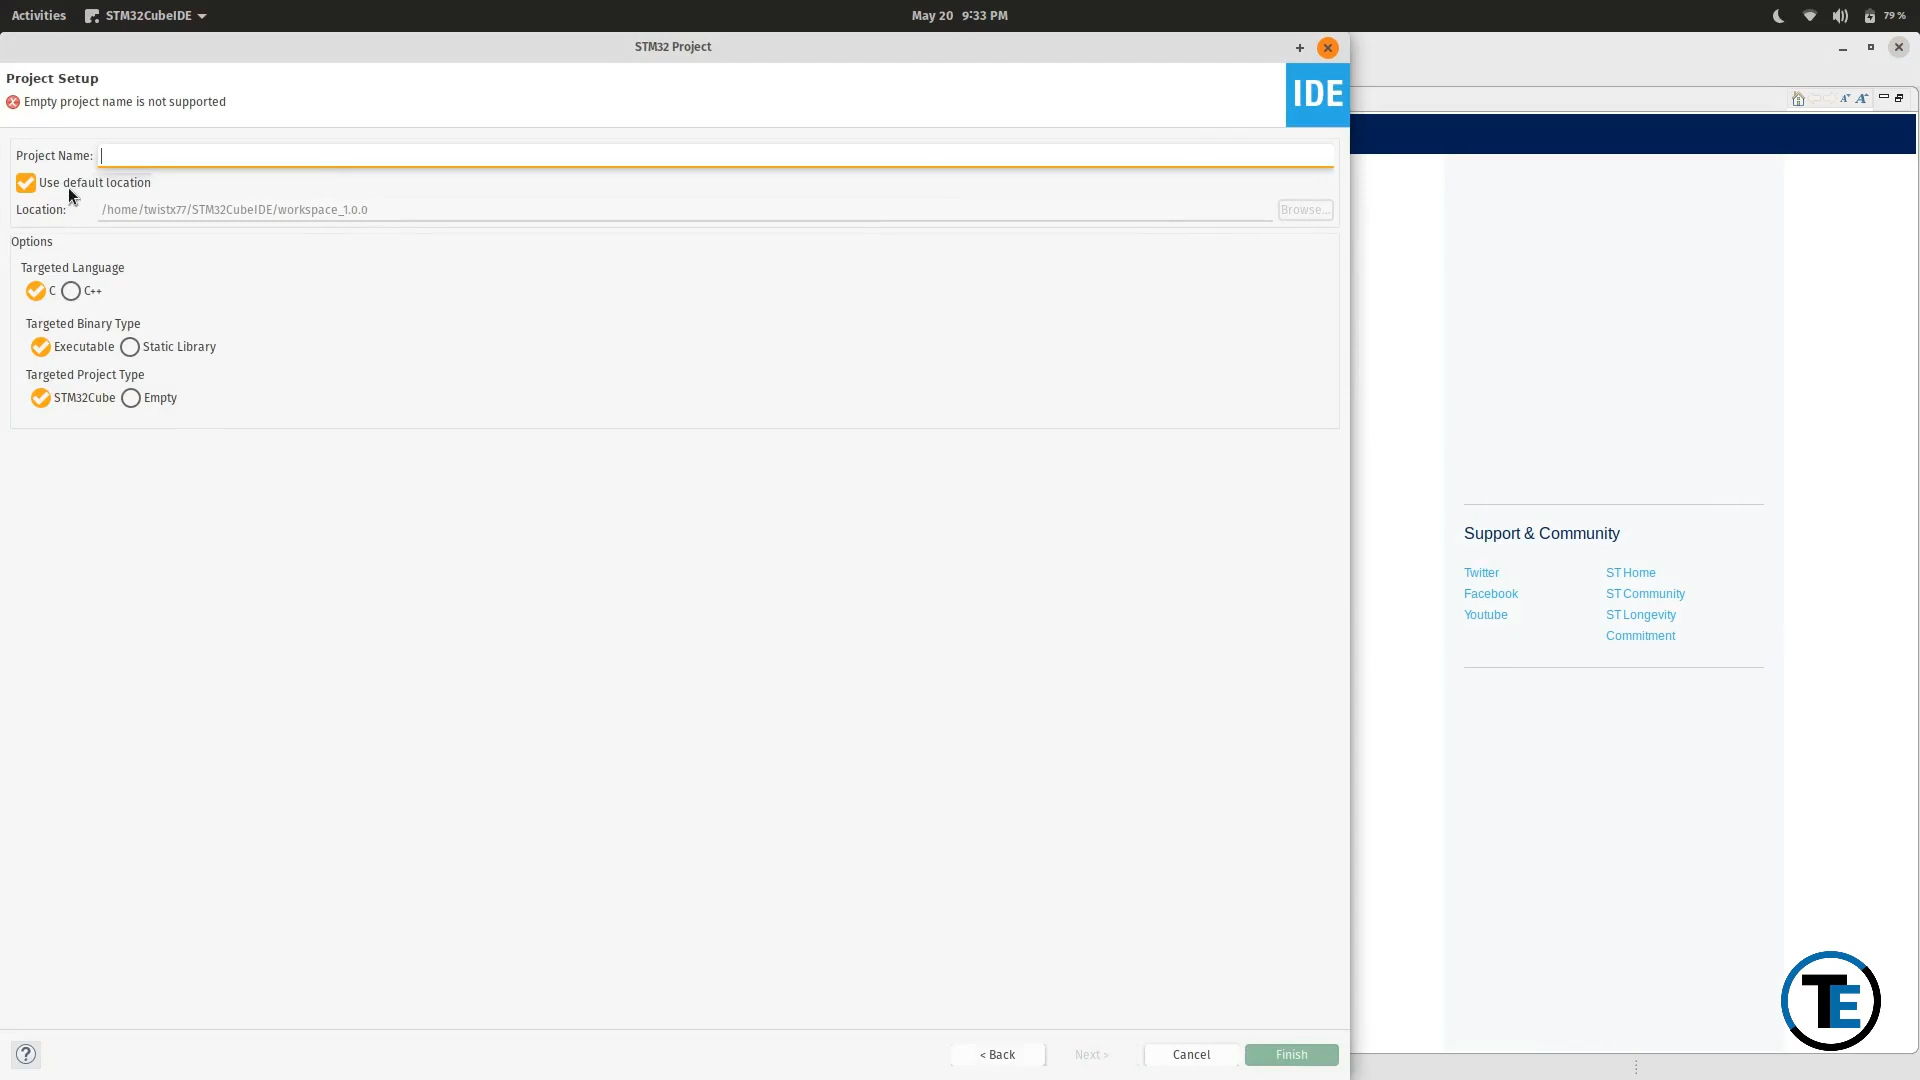 Activities STM32CubeIDE May 20 9:33 PM 79 %
STM32 Project
Project Setup
Empty project name is not supported
IDE
Project Name:
Use default location
Location: /home/twistx77/STM32CubeIDE/workspace_1.0.0 Browse...
Options
Targeted Language
C C++
Targeted Binary Type
Executable Static Library
Targeted Project Type
STM32Cube Empty
? < Back Next > Cancel Finish
Support & Community
Twitter ST Home
Facebook ST Community
Youtube ST Longevity
Commitment
TE